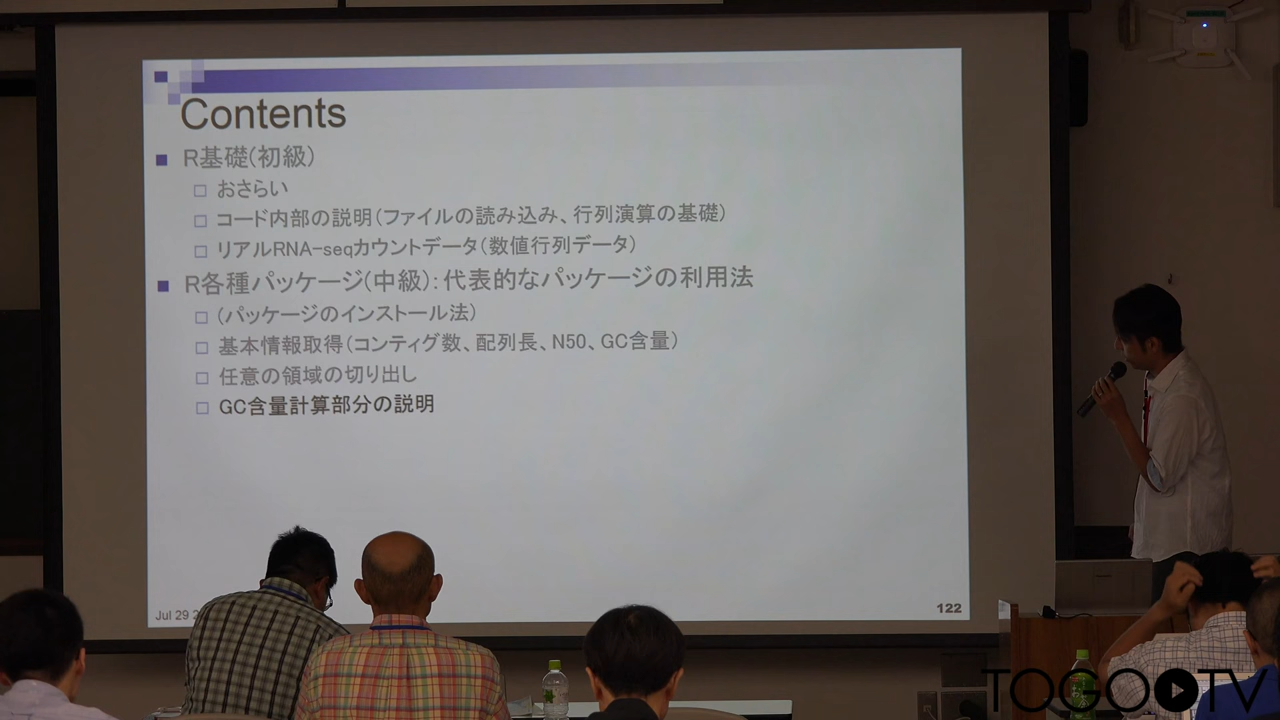 Contents
R基礎(初級)
おさらい
コード内部の説明(ファイルの読み込み、行列演算の基礎)
リアルRNA-seqカウントデータ(数値行列データ)
R各種パッケージ(中級):代表的なパッケージの利用法
(パッケージのインストール法)
基本情報取得(コンティグ数、配列長、N50、GC含量)
任意の領域の切り出し
GC含量計算部分の説明
Jul 29
122
TOGO TV